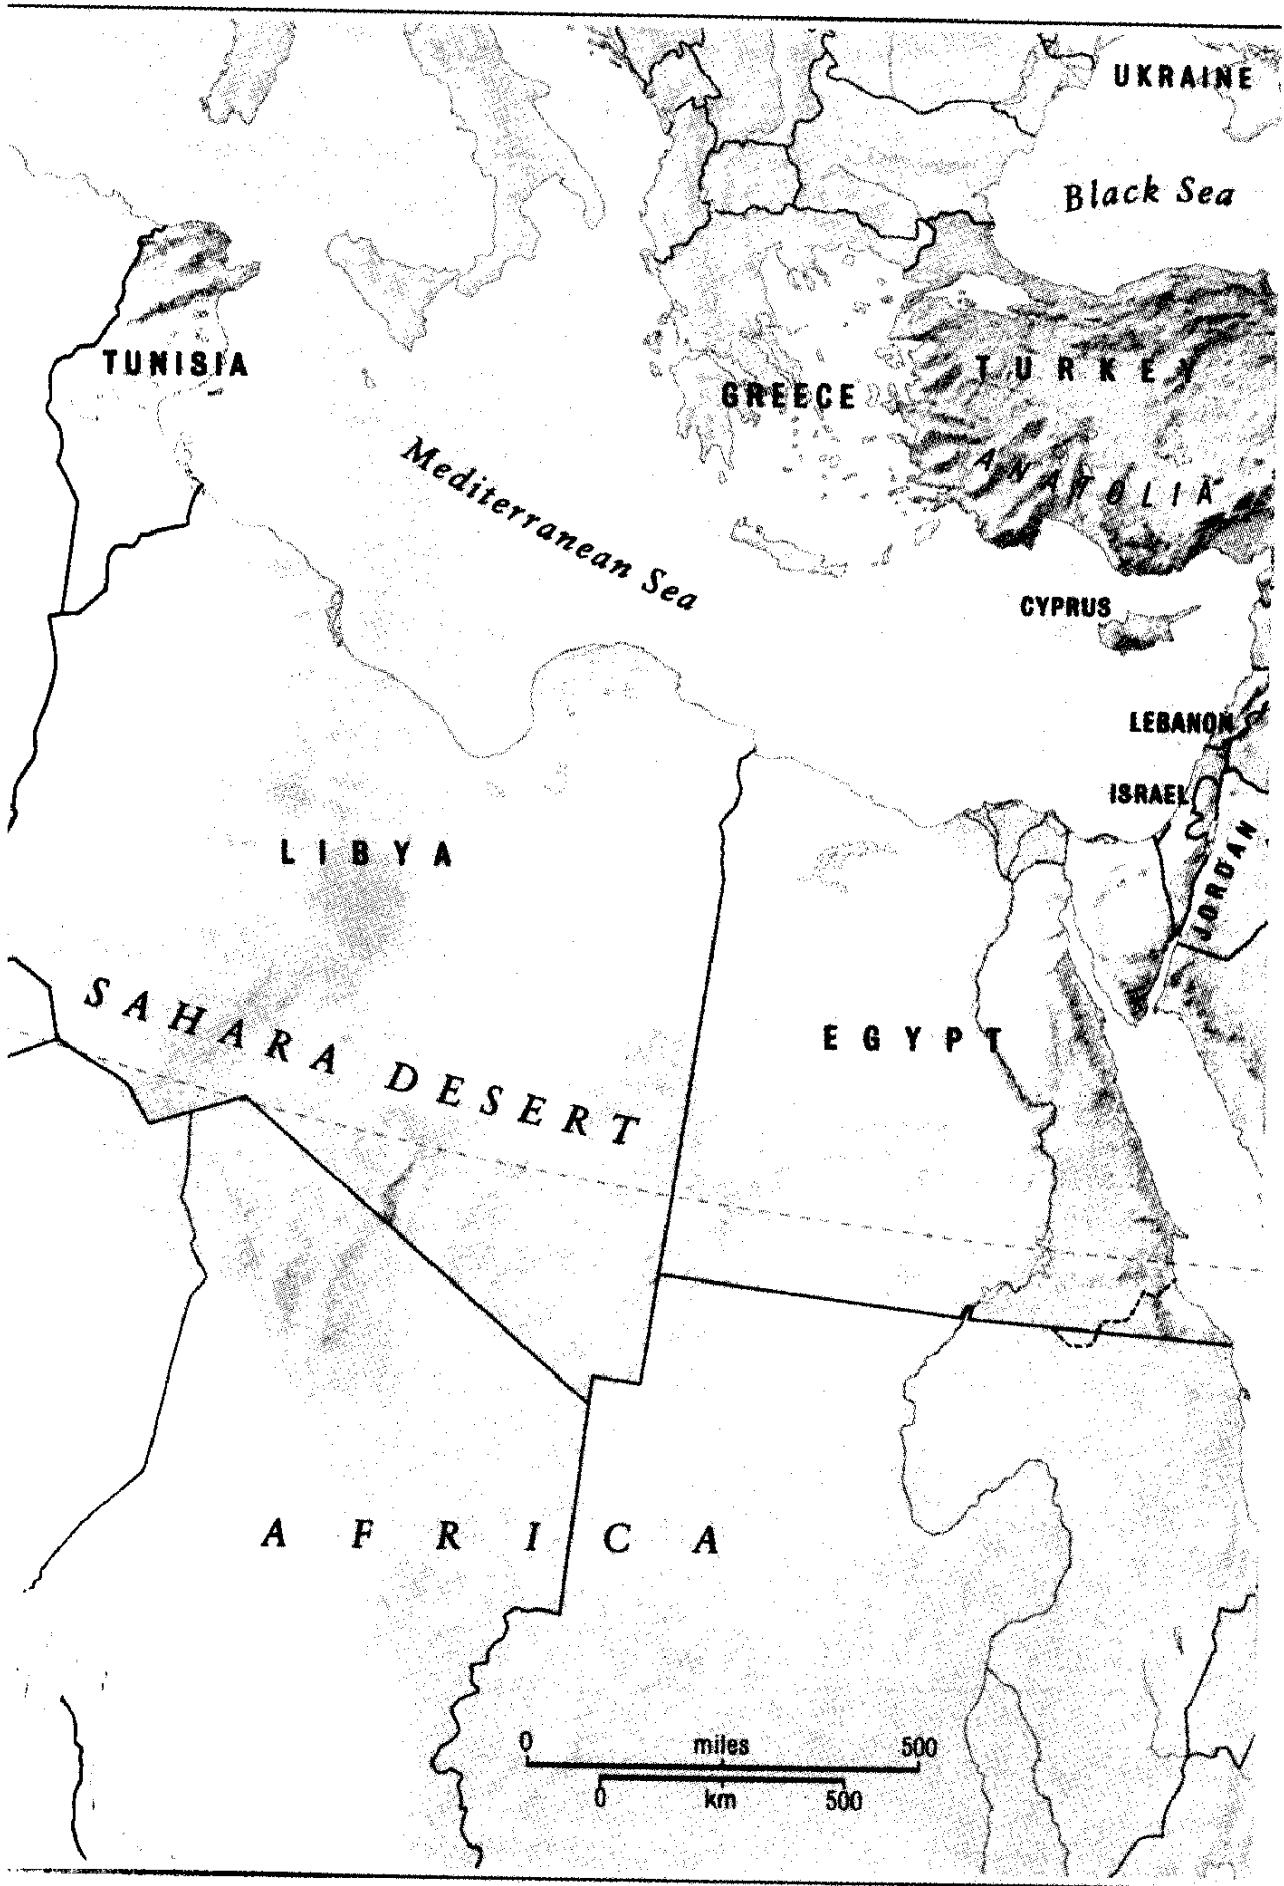 UKRAINE
Black Sea
TUNISIA
TURKEY
GREECE
ANATOLIA
Mediterranean Sea
CYPRUS
LEBANON
ISRAEL
JORDAN
LIBYA
SAHARA DESERT
EGYPT
AFRICA
0 miles 500
0 km 500